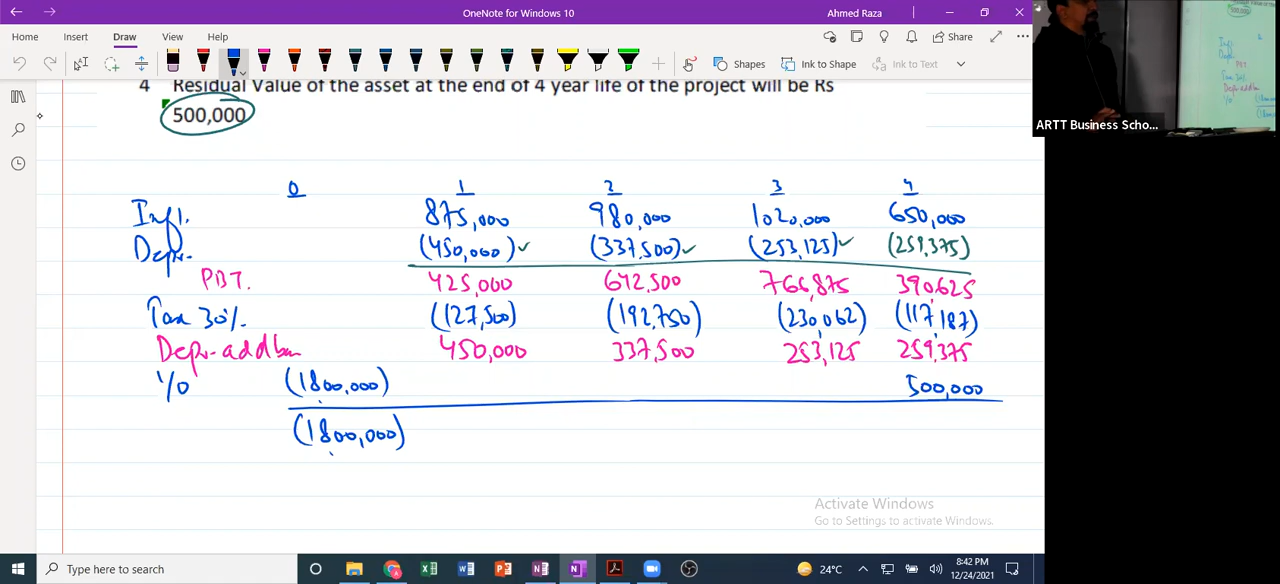 OneNote for Windows 10
Ahmed Raza
Home Insert Draw View Help
Share
Shapes Ink to Shape Ink to Text
4 Residual Value of the asset at the end of 4 year life of the project will be Rs
500,000
ARTT Business Scho...
0 1 2 3 4
Infl. 875,000 980,000 1020,000 650,000
Depr. (450,000) ✓ (337,500) ✓ (253,125) ✓ (259,375)
PBT. 425,000 642,500 766,875 390,625
Tax 30%. (127,500) (192,750) (230,062) (117,187)
Depr-addba 450,000 337,500 253,125 259,375
I/O (1800,000) 500,000
(1800,000)
Activate Windows
Go to Settings to activate Windows.
Type here to search
24°C
8:42 PM
12/24/2021